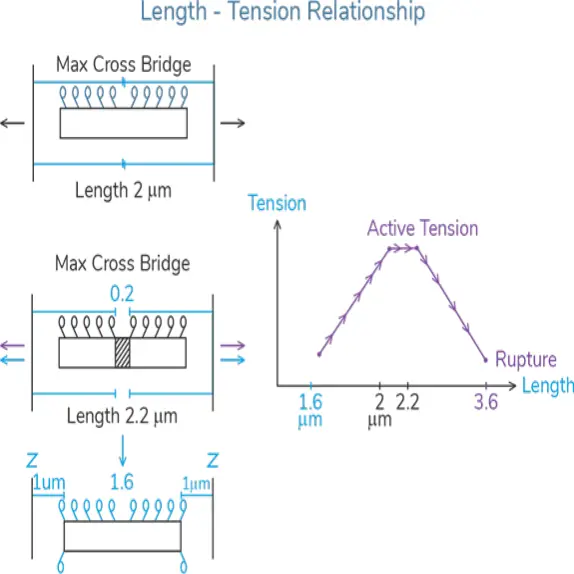 Length - Tension Relationship
Max Cross Bridge
Length 2 μm
Max Cross Bridge
0.2
Length 2.2 μm
Z Z
1um 1.6 1μm
Tension
Active Tension
Rupture
Length
1.6 2 2.2 3.6
μm μm